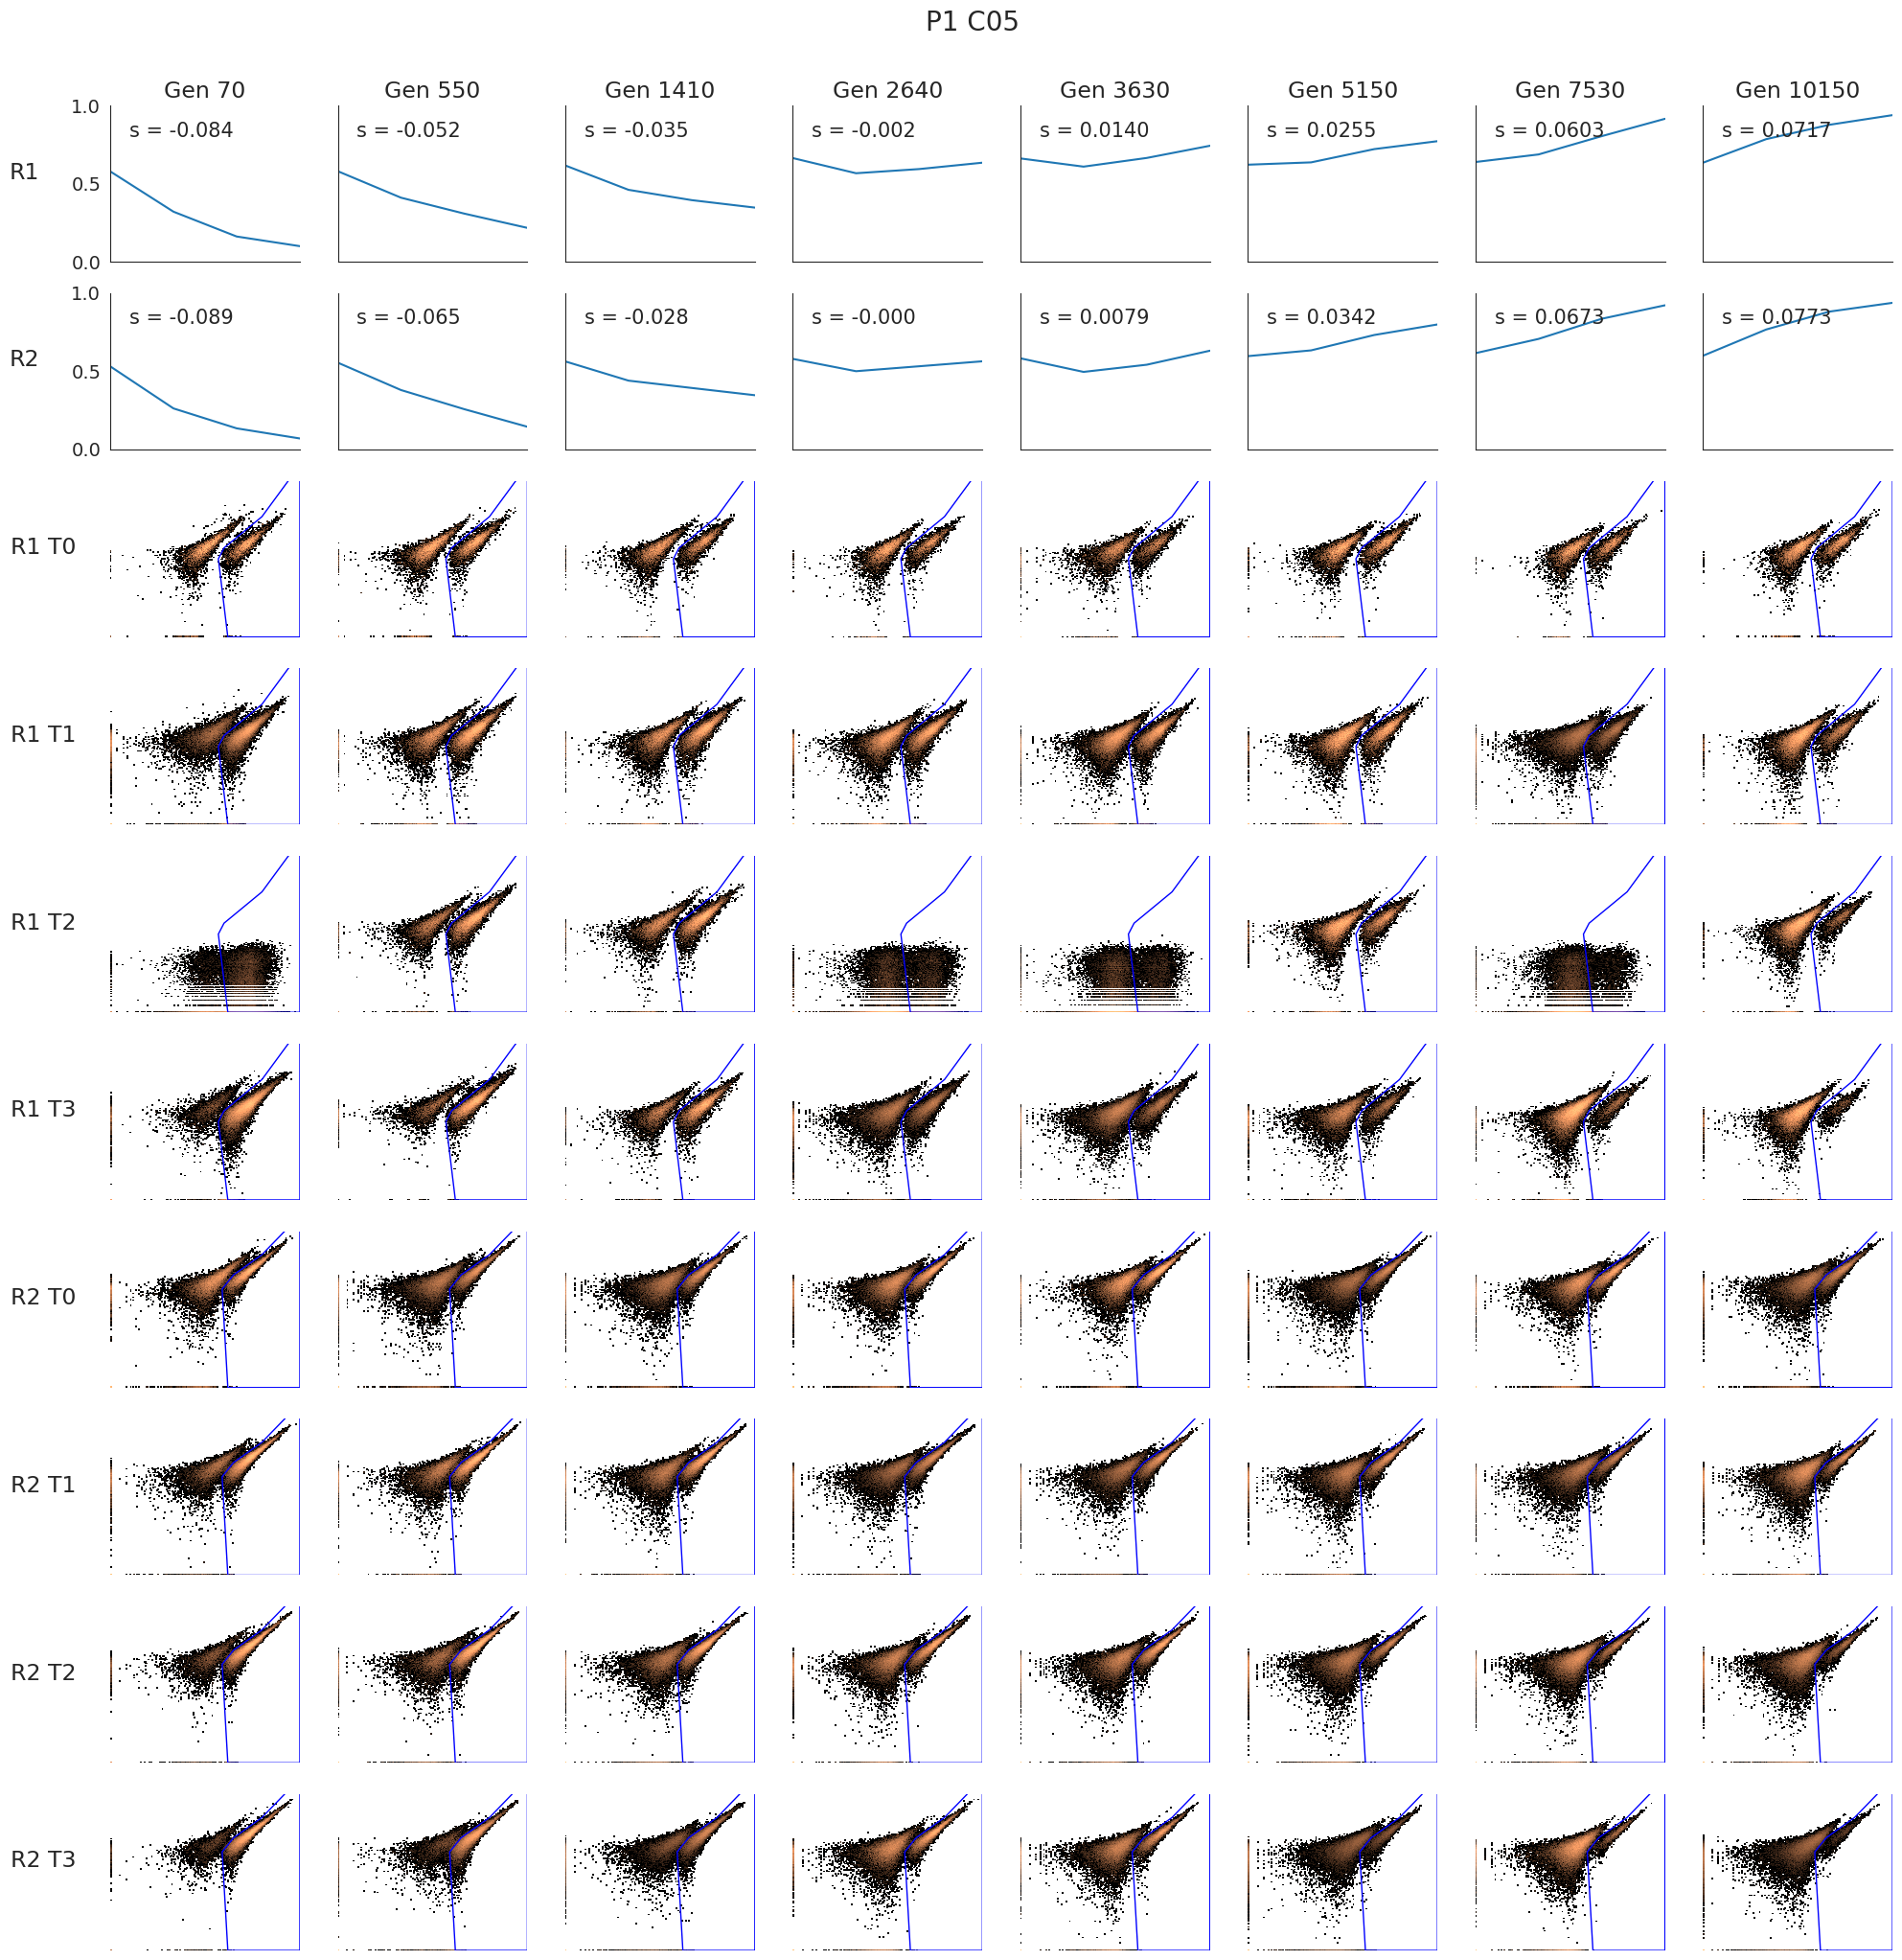 P1 C05
Gen 70 Gen 550 Gen 1410 Gen 2640 Gen 3630 Gen 5150 Gen 7530 Gen 10150
1.0
s = -0.084 s = -0.052 s = -0.035 s = -0.002 s = 0.0140 s = 0.0255 s = 0.0603 s = 0.0717
R1
0.5
0.0
1.0
s = -0.089 s = -0.065 s = -0.028 s = -0.000 s = 0.0079 s = 0.0342 s = 0.0673 s = 0.0773
R2
0.5
0.0
R1 T0
R1 T1
R1 T2
R1 T3
R2 T0
R2 T1
R2 T2
R2 T3